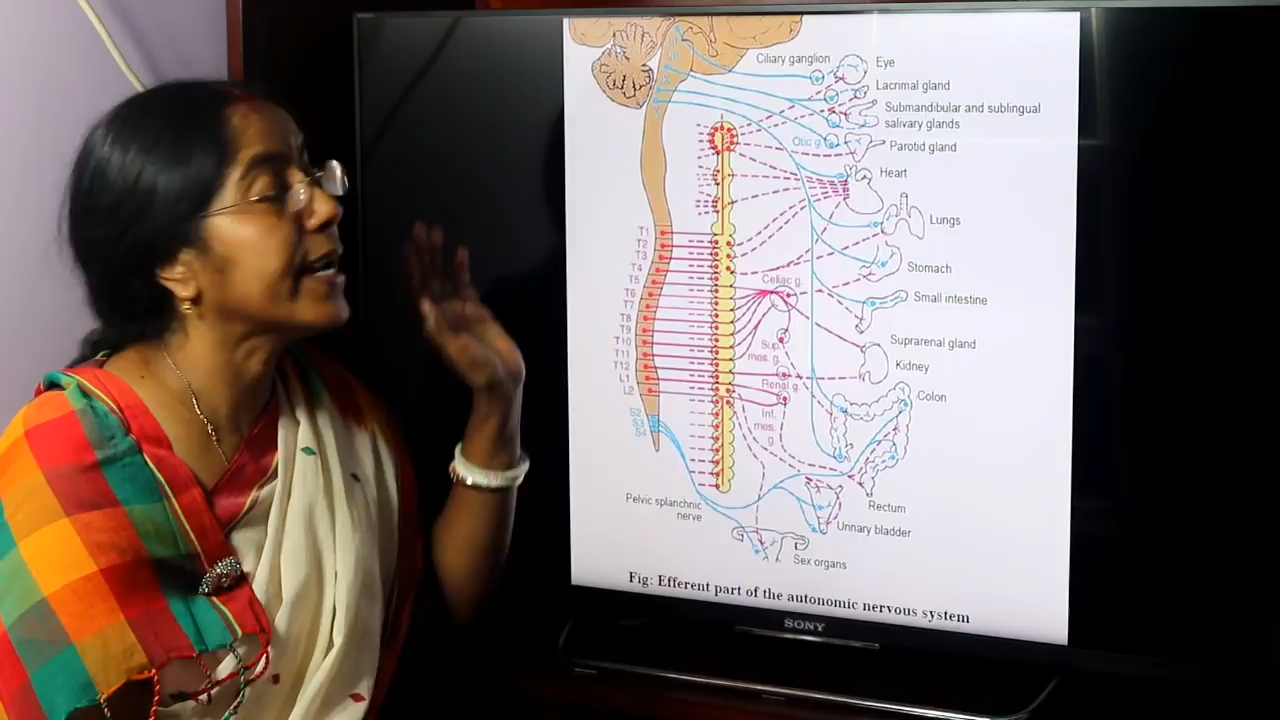 Ciliary ganglion
Eye
Lacrimal gland
Submandibular and sublingual
salivary glands
Otic g.
Parotid gland
Heart
Lungs
Stomach
Small intestine
Suprarenal gland
Kidney
Colon
Rectum
Urinary bladder
Sex organs
T1
T2
T3
T4
T5
T6
T7
T8
T9
T10
T11
T12
L1
L2
S2
S3
S4
Celiac g.
Sup.
mes. g.
Renal g.
Int.
mes.
g.
Pelvic splanchnic
nerve
Fig: Efferent part of the autonomic nervous system
SONY